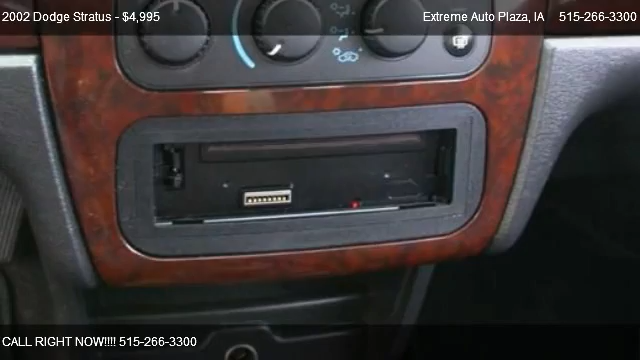 2002 Dodge Stratus - $4,995
Extreme Auto Plaza, IA 515-266-3300
CALL RIGHT NOW!!!! 515-266-3300